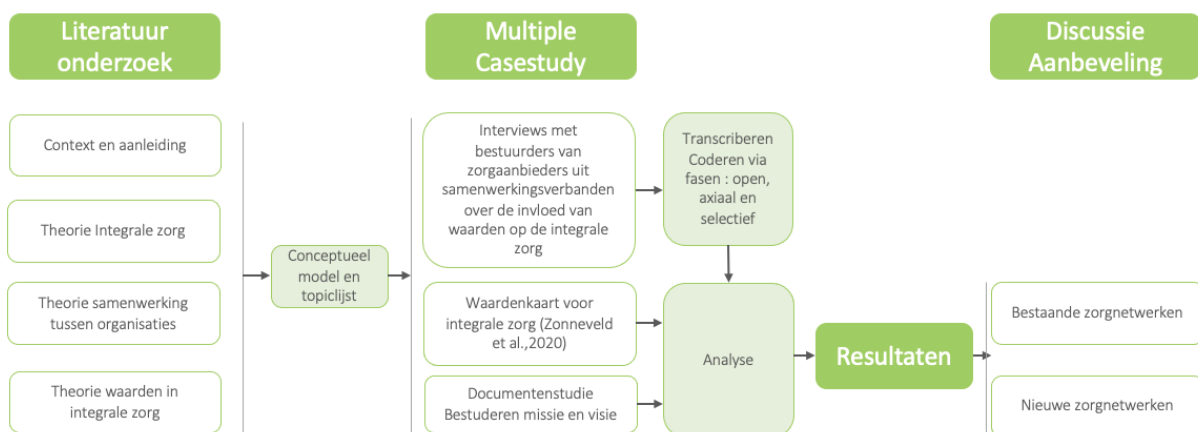 Literatuur
onderzoek
Multiple
Casestudy
Discussie
Aanbeveling
Context en aanleiding
Theorie Integrale zorg
Theorie samenwerking
tussen organisaties
Theorie waarden in
integrale zorg
Conceptueel
model en
topiclijst
Interviews met
bestuurders van
zorgaanbieders uit
samenwerkingsverbanden
over de invloed van
waarden op de integrale
zorg
Waardenkaart voor
integrale zorg (Zonneveld
et al.,2020)
Documentenstudie
Bestuderen missie en visie
Transcriberen
Coderen via
fasen : open,
axiaal en
selectief
Analyse
Resultaten
Bestaande zorgnetwerken
Nieuwe zorgnetwerken